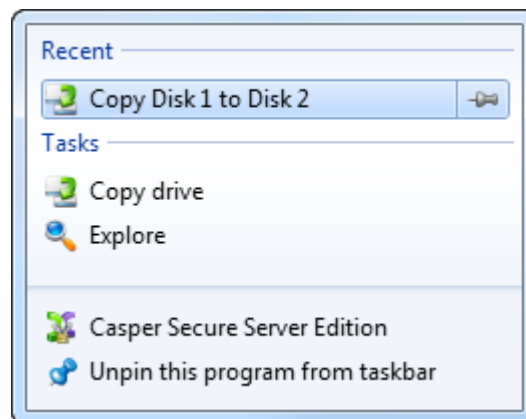 Recent
Copy Disk 1 to Disk 2
Tasks
Copy drive
Explore
Casper Secure Server Edition
Unpin this program from taskbar